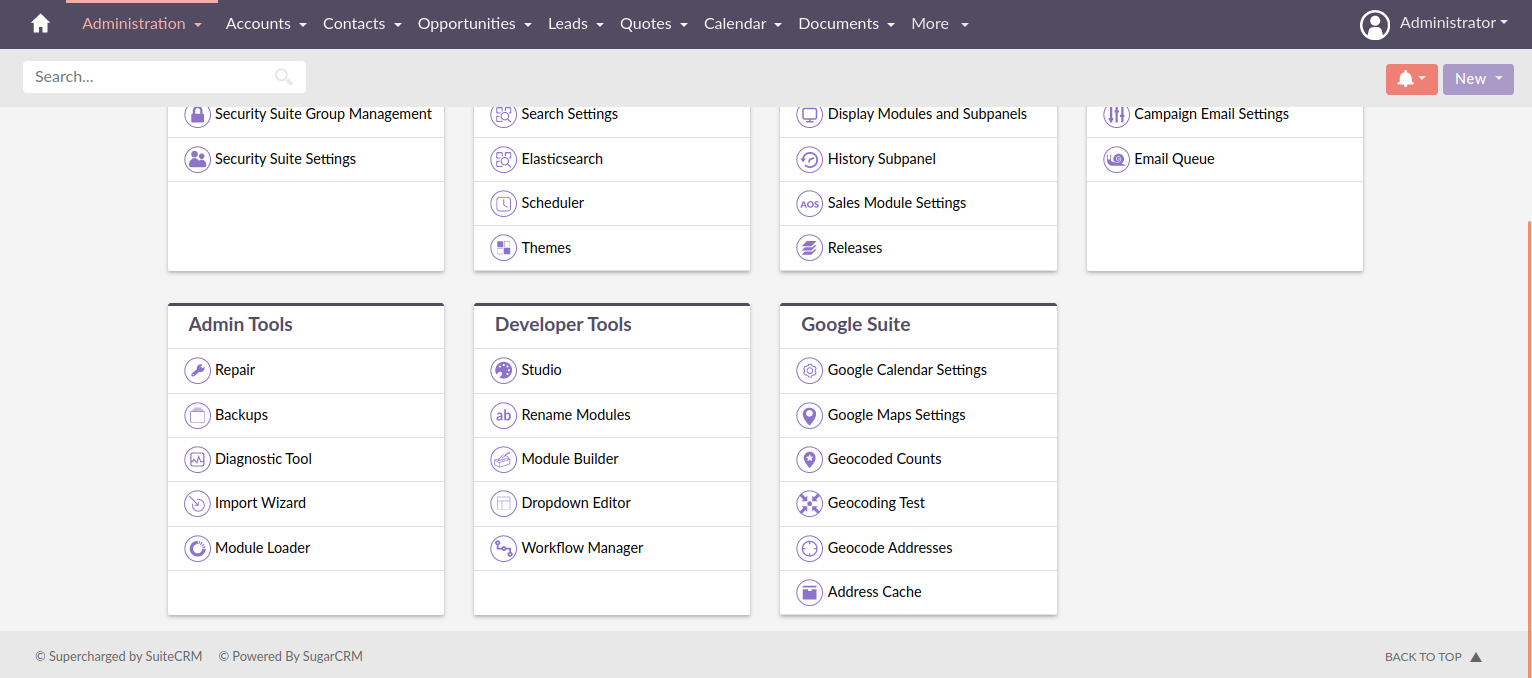 Administration Accounts Contacts Opportunities Leads Quotes Calendar Documents More Administrator
Search... New
Security Suite Group Management
Security Suite Settings
Search Settings
Elasticsearch
Scheduler
Themes
Display Modules and Subpanels
History Subpanel
AOS Sales Module Settings
Releases
Campaign Email Settings
Email Queue
Admin Tools
Repair
Backups
Diagnostic Tool
Import Wizard
Module Loader
Developer Tools
Studio
ab Rename Modules
Module Builder
Dropdown Editor
Workflow Manager
Google Suite
Google Calendar Settings
Google Maps Settings
Geocoded Counts
Geocoding Test
Geocode Addresses
Address Cache
© Supercharged by SuiteCRM © Powered By SugarCRM BACK TO TOP